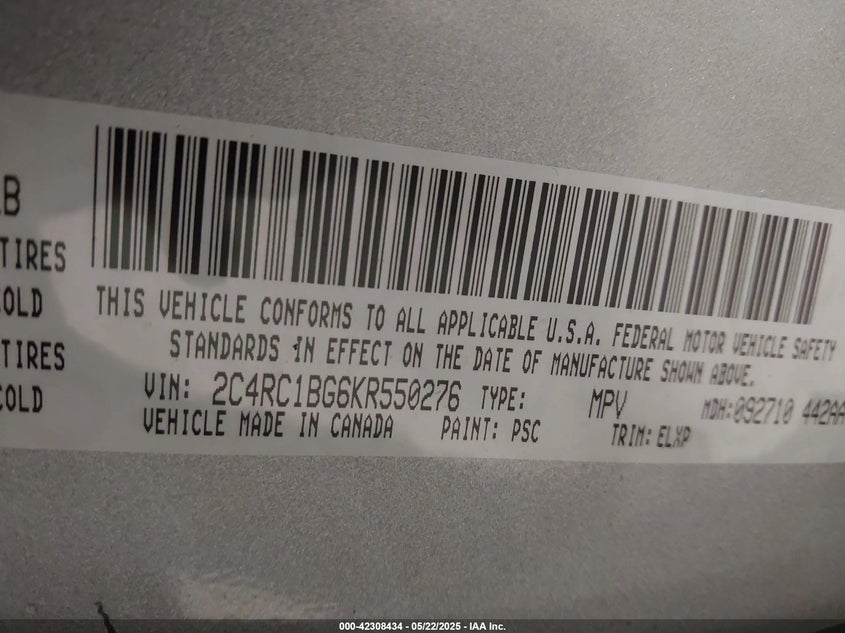 B
TIRES
COLD
TIRES
COLD
THIS VEHICLE CONFORMS TO ALL APPLICABLE U.S.A. FEDERAL MOTOR VEHICLE SAFETY
STANDARDS IN EFFECT ON THE DATE OF MANUFACTURE SHOWN ABOVE.
VIN: 2C4RC1BG6KR550276 TYPE: MPV MDH:092710 442AA
VEHICLE MADE IN CANADA PAINT: PSC TRIM: ELXP
000-42308434 - 05/22/2025 - IAA Inc.